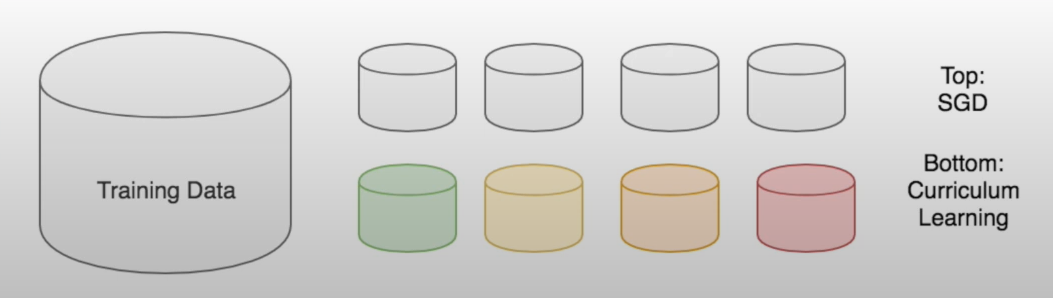 Training Data
Top:
SGD
Bottom:
Curriculum
Learning